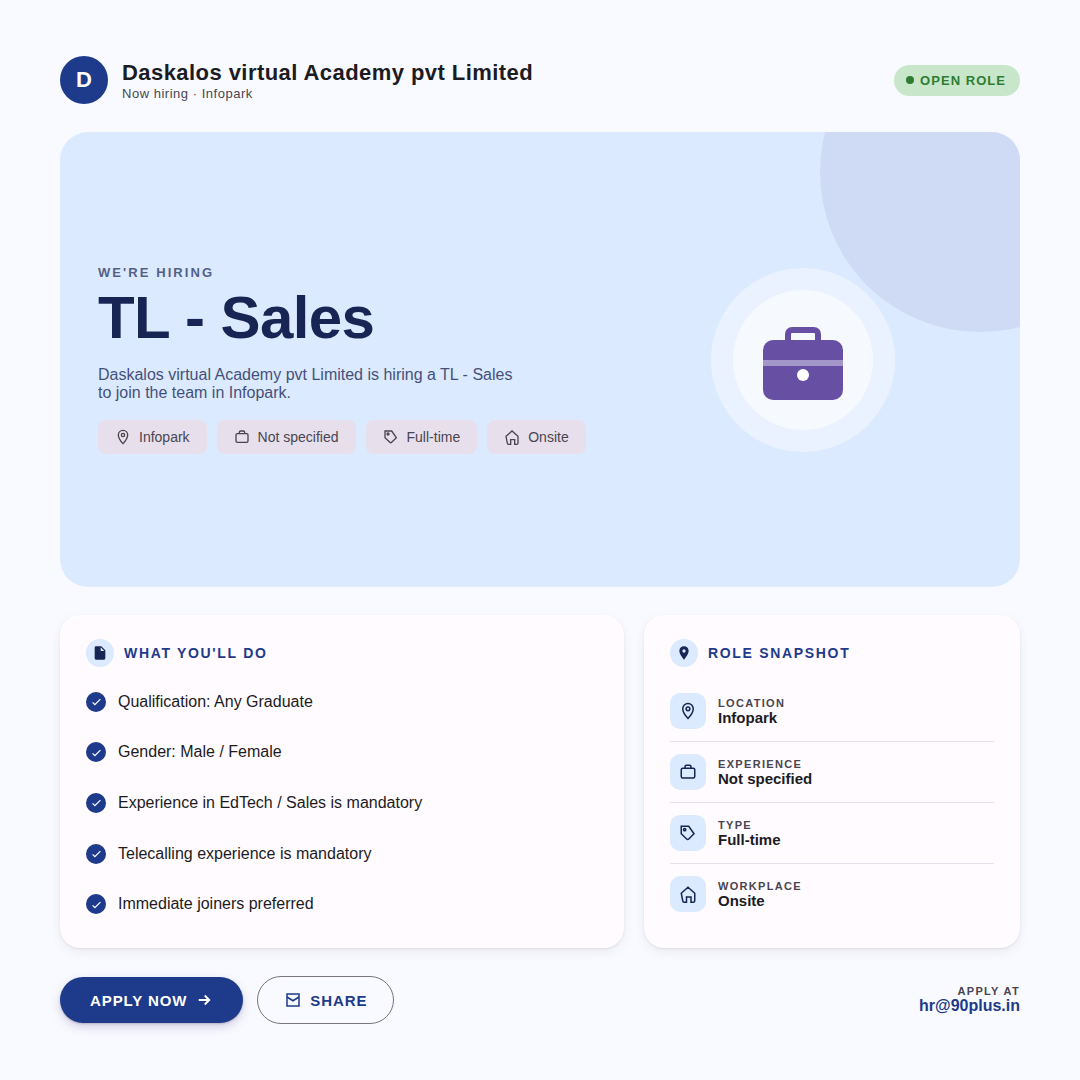 D
Daskalos virtual Academy pvt Limited
Now hiring · Infopark
OPEN ROLE
WE'RE HIRING
TL - Sales
Daskalos virtual Academy pvt Limited is hiring a TL - Sales
to join the team in Infopark.
Infopark
Not specified
Full-time
Onsite
WHAT YOU'LL DO
Qualification: Any Graduate
Gender: Male / Female
Experience in EdTech / Sales is mandatory
Telecalling experience is mandatory
Immediate joiners preferred
ROLE SNAPSHOT
LOCATION
Infopark
EXPERIENCE
Not specified
TYPE
Full-time
WORKPLACE
Onsite
APPLY NOW
SHARE
APPLY AT
hr@90plus.in